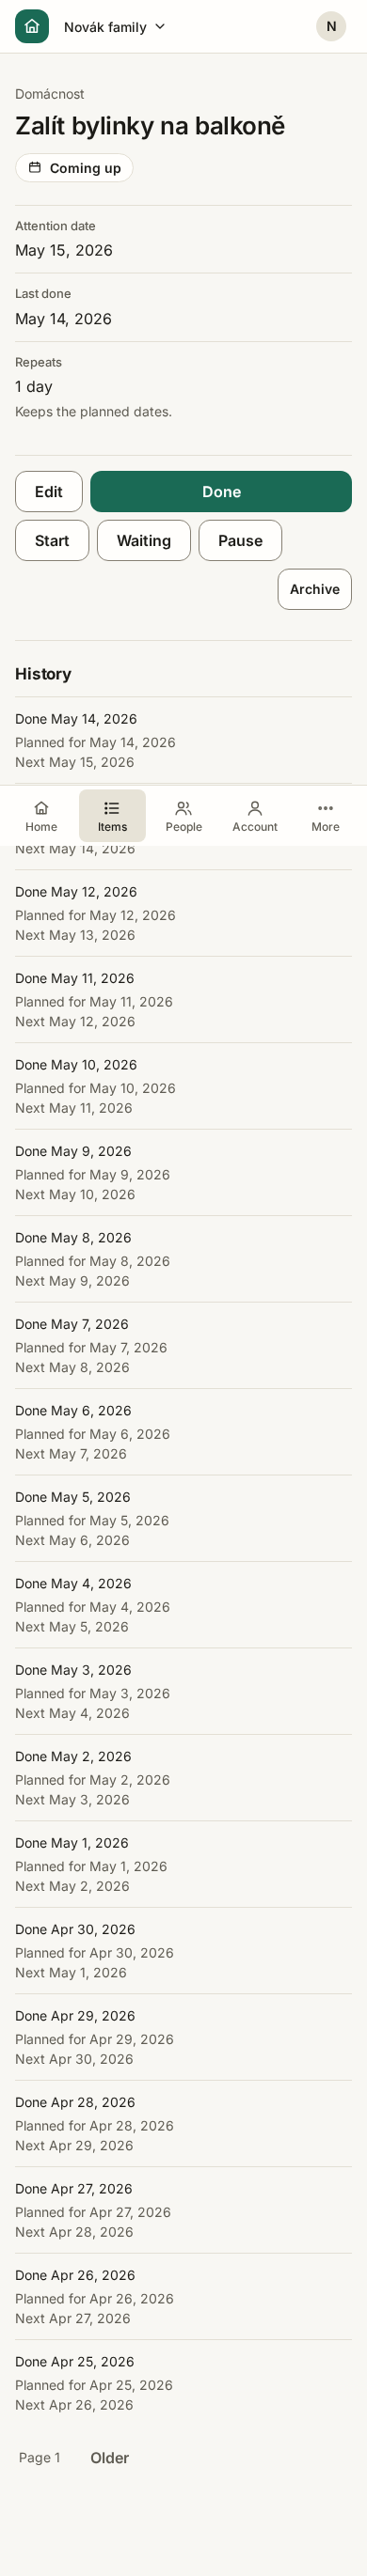 Novák family
N
Domácnost
Zalít bylinky na balkoně
Coming up
Attention date
May 15, 2026
Last done
May 14, 2026
Repeats
1 day
Keeps the planned dates.
Edit
Done
Start
Waiting
Pause
Archive
History
Done May 14, 2026
Planned for May 14, 2026
Next May 15, 2026
Home
Items
People
Account
More
Next May 14, 2026
Done May 12, 2026
Planned for May 12, 2026
Next May 13, 2026
Done May 11, 2026
Planned for May 11, 2026
Next May 12, 2026
Done May 10, 2026
Planned for May 10, 2026
Next May 11, 2026
Done May 9, 2026
Planned for May 9, 2026
Next May 10, 2026
Done May 8, 2026
Planned for May 8, 2026
Next May 9, 2026
Done May 7, 2026
Planned for May 7, 2026
Next May 8, 2026
Done May 6, 2026
Planned for May 6, 2026
Next May 7, 2026
Done May 5, 2026
Planned for May 5, 2026
Next May 6, 2026
Done May 4, 2026
Planned for May 4, 2026
Next May 5, 2026
Done May 3, 2026
Planned for May 3, 2026
Next May 4, 2026
Done May 2, 2026
Planned for May 2, 2026
Next May 3, 2026
Done May 1, 2026
Planned for May 1, 2026
Next May 2, 2026
Done Apr 30, 2026
Planned for Apr 30, 2026
Next May 1, 2026
Done Apr 29, 2026
Planned for Apr 29, 2026
Next Apr 30, 2026
Done Apr 28, 2026
Planned for Apr 28, 2026
Next Apr 29, 2026
Done Apr 27, 2026
Planned for Apr 27, 2026
Next Apr 28, 2026
Done Apr 26, 2026
Planned for Apr 26, 2026
Next Apr 27, 2026
Done Apr 25, 2026
Planned for Apr 25, 2026
Next Apr 26, 2026
Page 1
Older